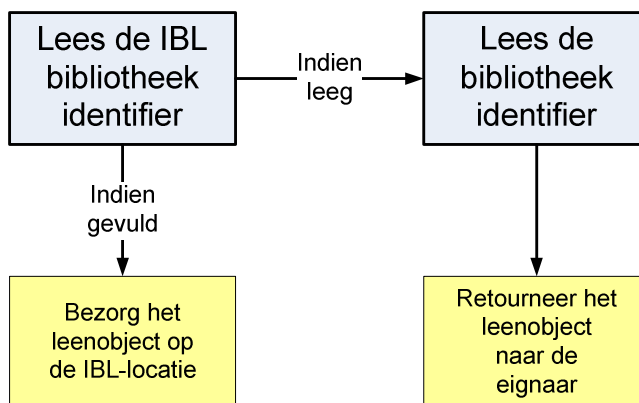 Lees de IBL
bibliotheek
identifier
Indien
leeg
Lees de
bibliotheek
identifier
Indien
gevuld
Bezorg het
leenobject op
de IBL-locatie
Retourneer het
leenobject
naar de
eignaar